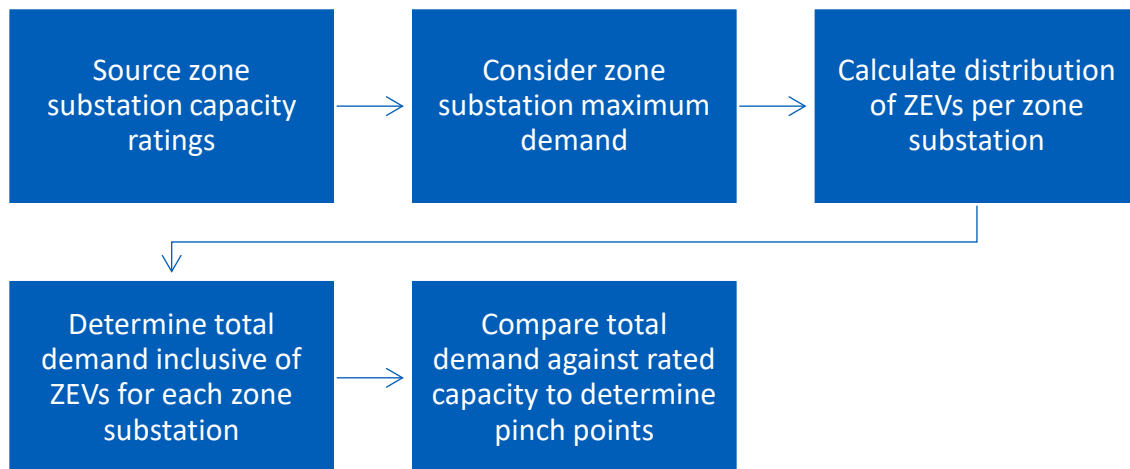 Source zone
substation capacity
ratings
Consider zone
substation maximum
demand
Calculate distribution
of ZEVs per zone
substation
Determine total
demand inclusive of
ZEVs for each zone
substation
Compare total
demand against rated
capacity to determine
pinch points